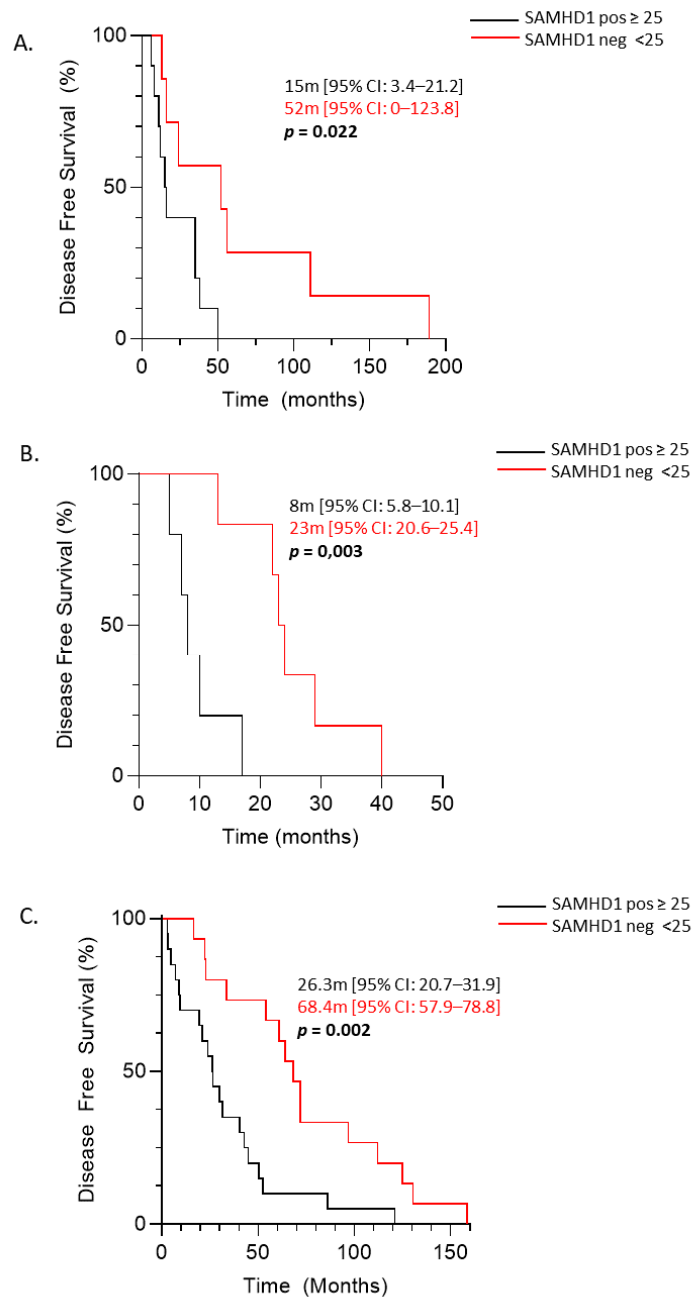 SAMHD1 pos ≥ 25
SAMHD1 neg <25
A.
100
50
0
Disease Free Survival (%)
15m [95% CI: 3.4–21.2]
52m [95% CI: 0–123.8]
p = 0.022
0 50 100 150 200
Time (months)
B.
SAMHD1 pos ≥ 25
SAMHD1 neg <25
100
50
0
Disease Free Survival (%)
8m [95% CI: 5.8–10.1]
23m [95% CI: 20.6–25.4]
p = 0,003
0 10 20 30 40 50
Time (months)
C.
SAMHD1 pos ≥ 25
SAMHD1 neg <25
100
50
0
Disease Free Survival (%)
26.3m [95% CI: 20.7–31.9]
68.4m [95% CI: 57.9–78.8]
p = 0.002
0 50 100 150
Time (Months)